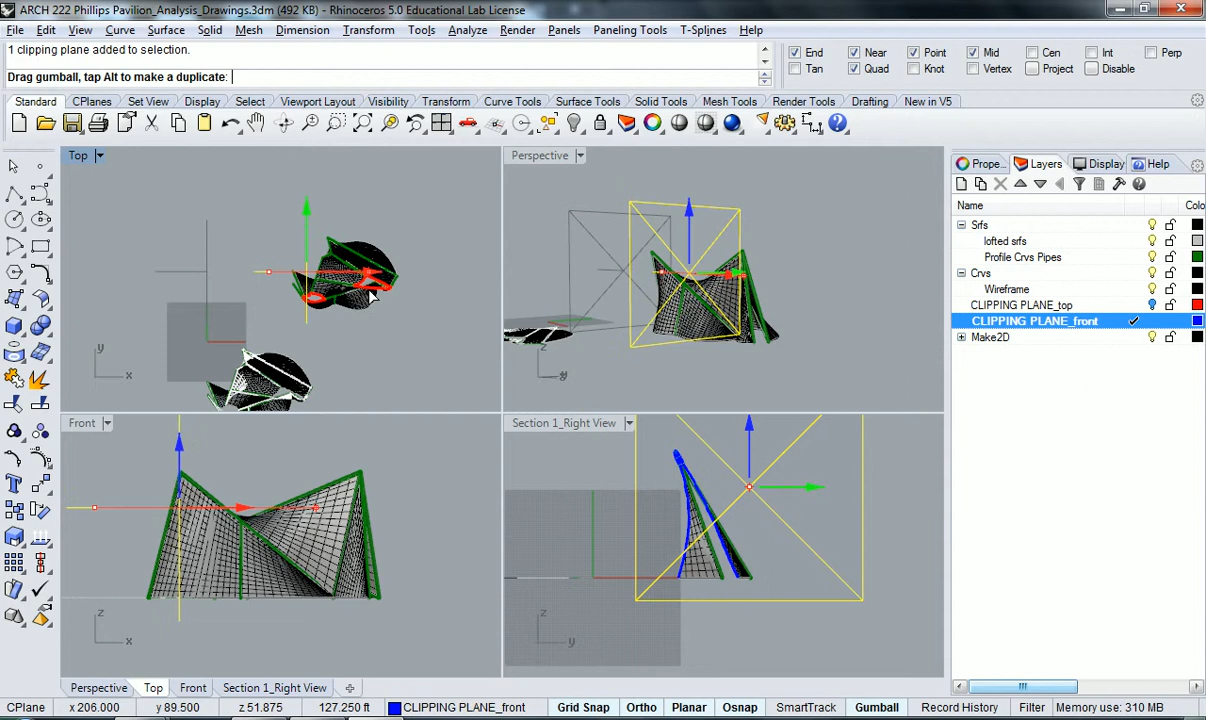 ARCH 222 Phillips Pavilion_Analysis_Drawings.3dm (492 KB) - Rhinoceros 5.0 Educational Lab License
File Edit View Curve Surface Solid Mesh Dimension Transform Tools Analyze Render Panels Paneling Tools T-Splines Help
1 clipping plane added to selection.
Drag gumball, tap Alt to make a duplicate:
End Near Point Mid Cen Int Perp
Tan Quad Knot Vertex Project Disable
Standard CPlanes Set View Display Select Viewport Layout Visibility Transform Curve Tools Surface Tools Solid Tools Mesh Tools Render Tools Drafting New in V5
Top
Perspective
Prope... Layers Display Help
Name Colo
Srfs
lofted srfs
Profile Crvs Pipes
Crvs
Wireframe
CLIPPING PLANE_top
CLIPPING PLANE_front
Make2D
y
x
z
y
Front
Section 1_Right View
z
x
z
y
Perspective Top Front Section 1_Right View
CPlane x 206.000 y 89.500 z 51.875 127.250 ft CLIPPING PLANE_front Grid Snap Ortho Planar Osnap SmartTrack Gumball Record History Filter Memory use: 310 MB